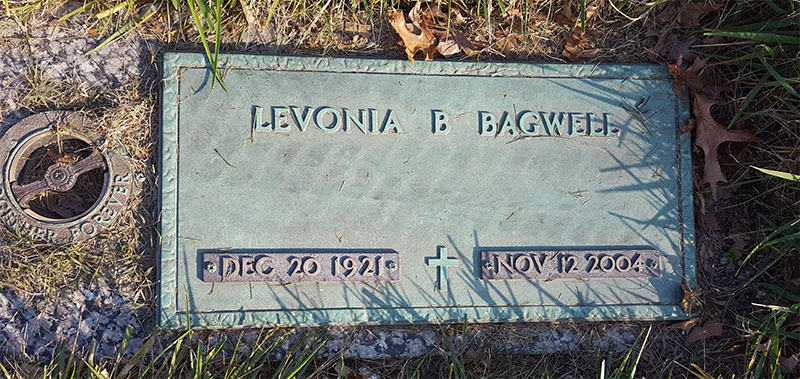 LEVONIA B BAGWELL
DEC 20 1921
NOV 12 2004
FOREVER